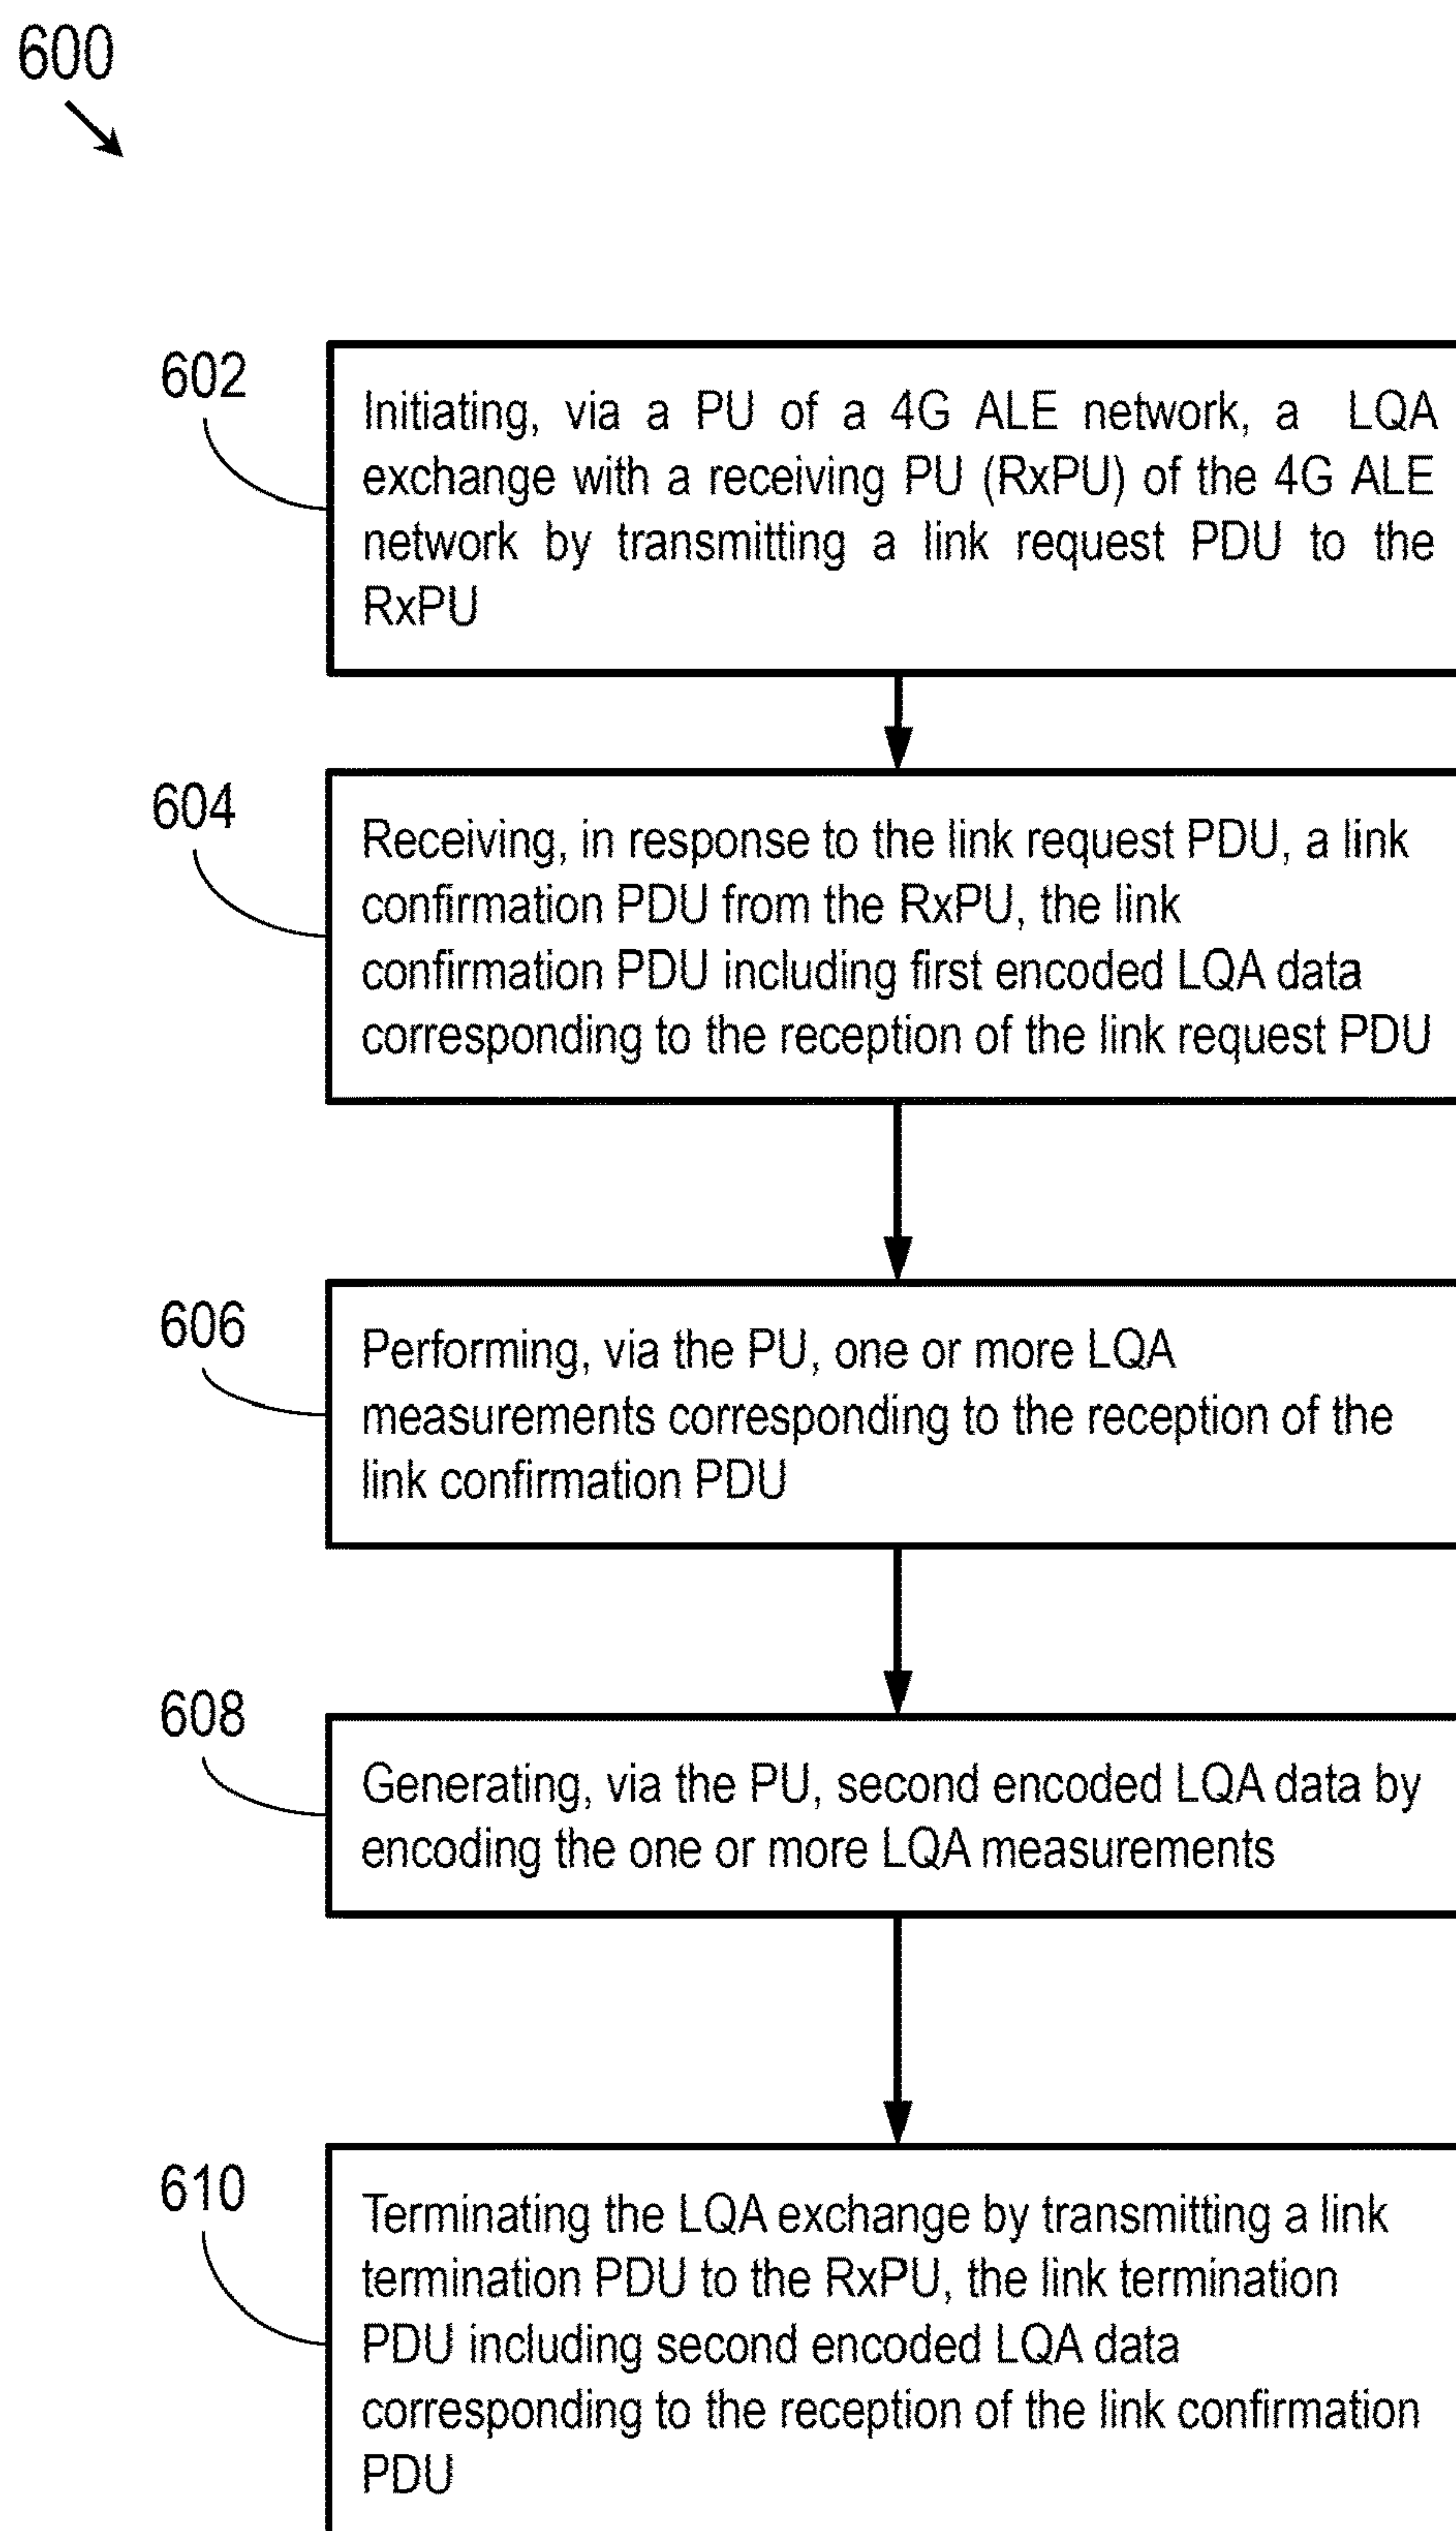 600
602
Initiating, via a PU of a 4G ALE network, a LQA
exchange with a receiving PU (RxPU) of the 4G ALE
network by transmitting a link request PDU to the
RxPU
604
Receiving, in response to the link request PDU, a link
confirmation PDU from the RxPU, the link
confirmation PDU including first encoded LQA data
corresponding to the reception of the link request PDU
606
Performing, via the PU, one or more LQA
measurements corresponding to the reception of the
link confirmation PDU
608
Generating, via the PU, second encoded LQA data by
encoding the one or more LQA measurements
610
Terminating the LQA exchange by transmitting a link
termination PDU to the RxPU, the link termination
PDU including second encoded LQA data
corresponding to the reception of the link confirmation
PDU